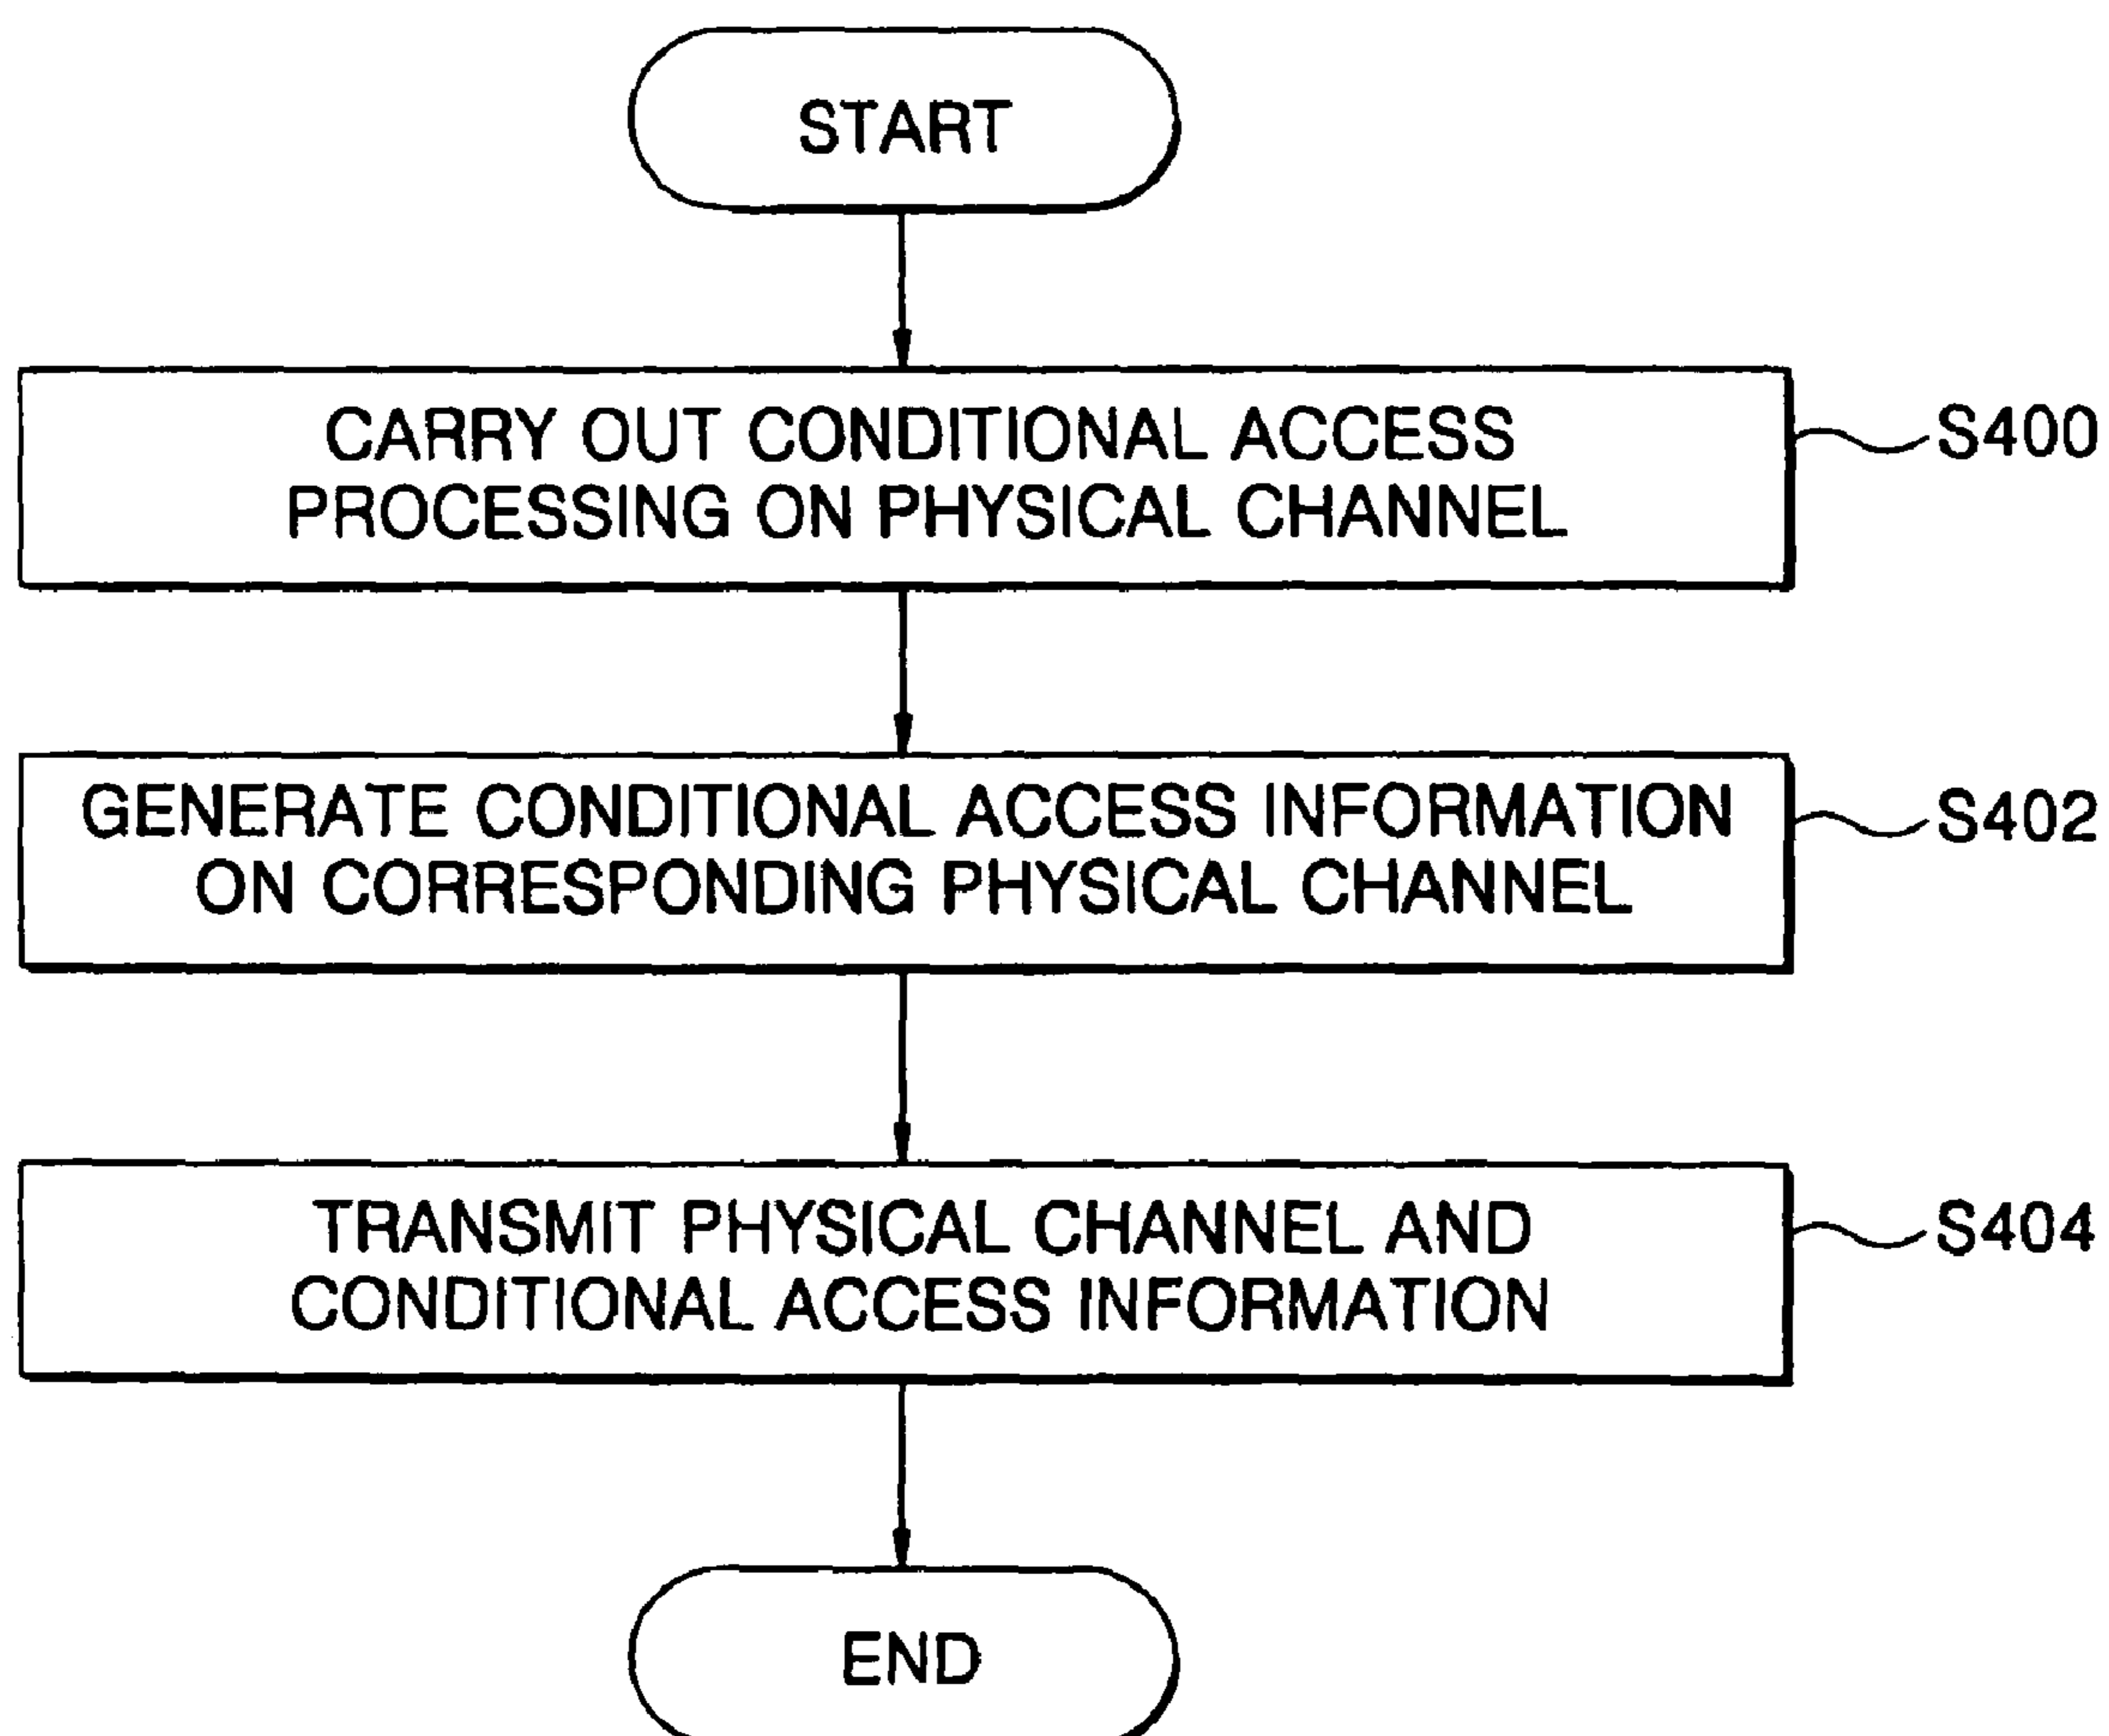 START
CARRY OUT CONDITIONAL ACCESS
PROCESSING ON PHYSICAL CHANNEL
S400
GENERATE CONDITIONAL ACCESS INFORMATION
ON CORRESPONDING PHYSICAL CHANNEL
S402
TRANSMIT PHYSICAL CHANNEL AND
CONDITIONAL ACCESS INFORMATION
S404
END